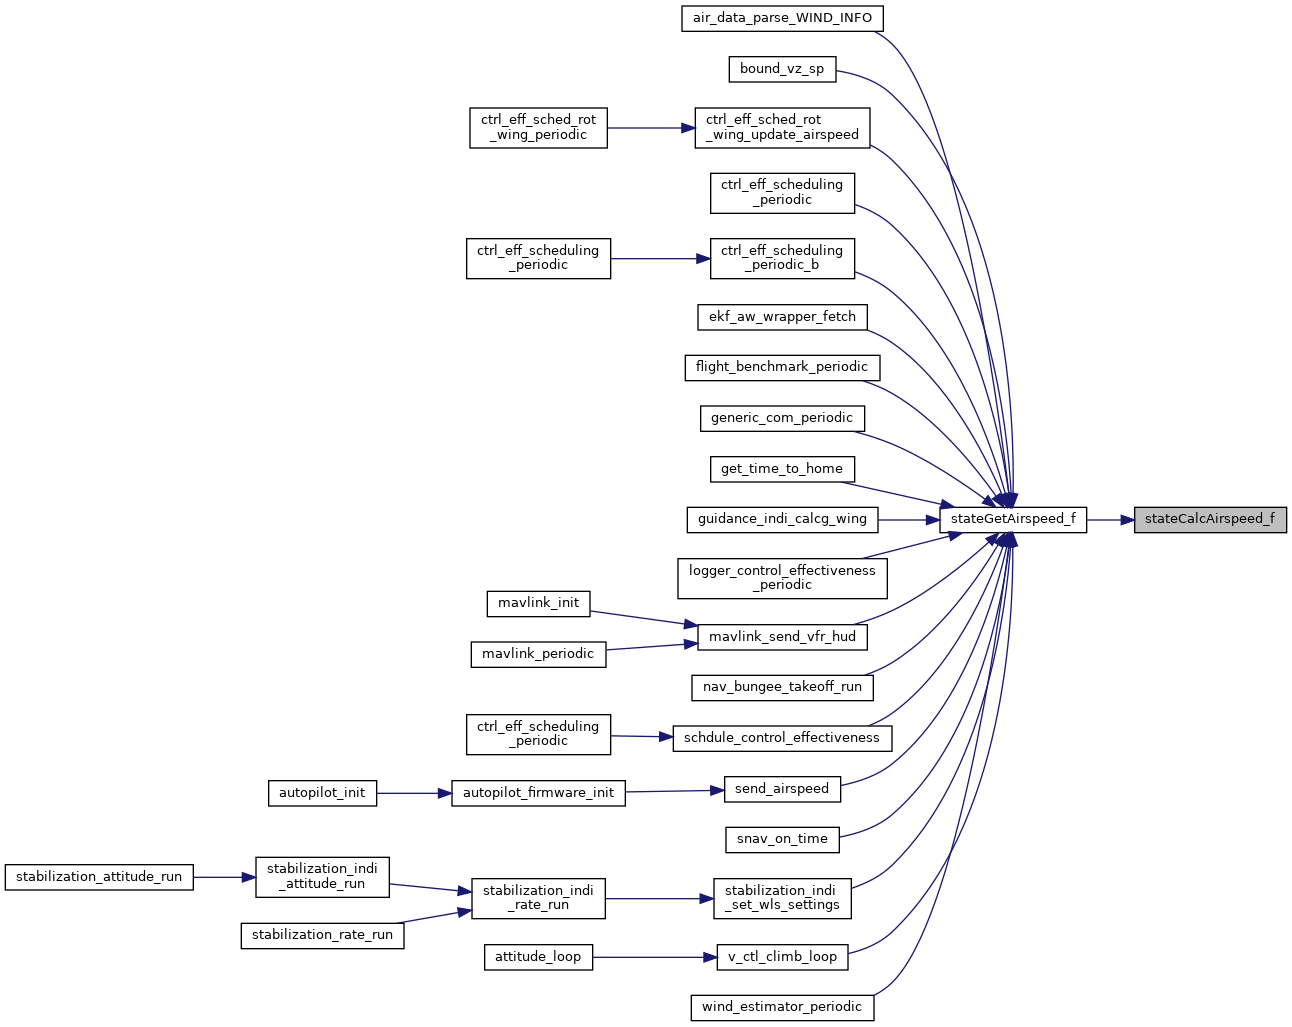 air_data_parse_WIND_INFO
bound_vz_sp
ctrl_eff_sched_rot
_wing_periodic
ctrl_eff_sched_rot
_wing_update_airspeed
ctrl_eff_scheduling
_periodic
ctrl_eff_scheduling
_periodic
ctrl_eff_scheduling
_periodic_b
ekf_aw_wrapper_fetch
flight_benchmark_periodic
generic_com_periodic
get_time_to_home
guidance_indi_calcg_wing
stateGetAirspeed_f
stateCalcAirspeed_f
logger_control_effectiveness
_periodic
mavlink_init
mavlink_send_vfr_hud
mavlink_periodic
nav_bungee_takeoff_run
ctrl_eff_scheduling
_periodic
schdule_control_effectiveness
autopilot_init
autopilot_firmware_init
send_airspeed
snav_on_time
stabilization_attitude_run
stabilization_indi
_attitude_run
stabilization_indi
_rate_run
stabilization_indi
_set_wls_settings
stabilization_rate_run
attitude_loop
v_ctl_climb_loop
wind_estimator_periodic